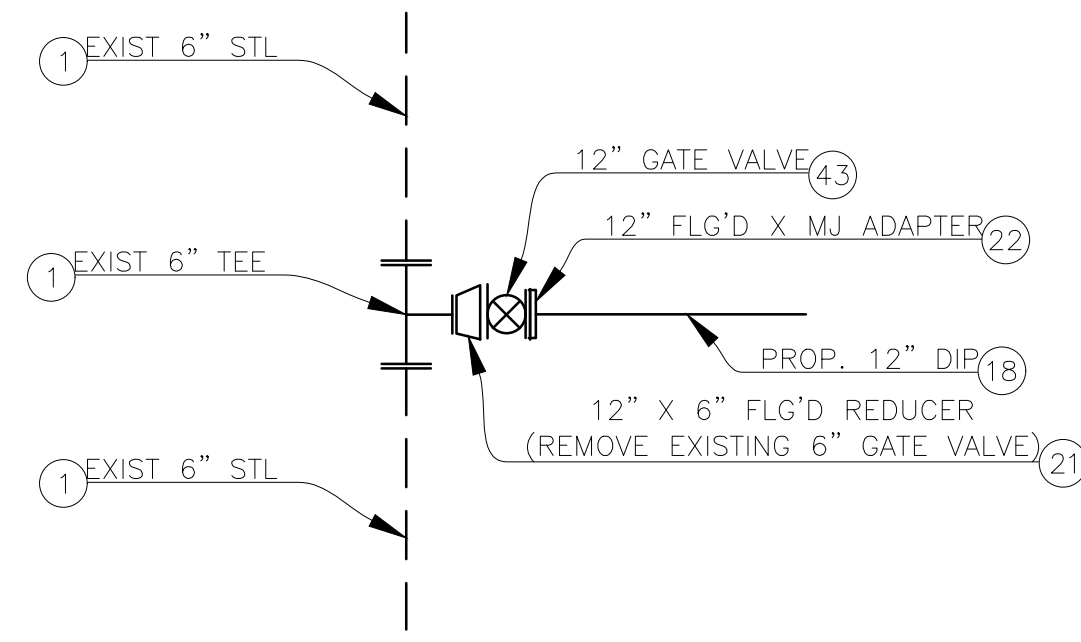 1 EXIST 6” STL
12” GATE VALVE 43
12” FLG'D X MJ ADAPTER 22
1 EXIST 6” TEE
PROP. 12” DIP 18
12” X 6” FLG'D REDUCER
(REMOVE EXISTING 6” GATE VALVE) 21
1 EXIST 6” STL